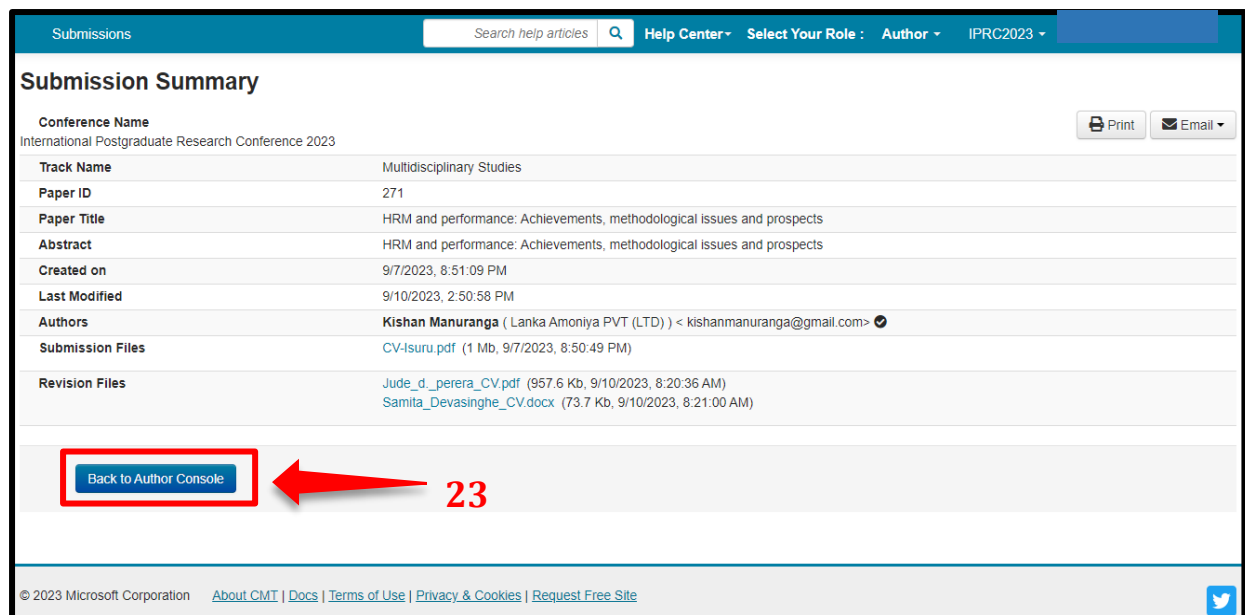 Submissions Search help articles Help Center Select Your Role : Author IPRC2023
Submission Summary
Conference Name
International Postgraduate Research Conference 2023
Print Email
Track Name Multidisciplinary Studies
Paper ID 271
Paper Title HRM and performance: Achievements, methodological issues and prospects
Abstract HRM and performance: Achievements, methodological issues and prospects
Created on 9/7/2023, 8:51:09 PM
Last Modified 9/10/2023, 2:50:58 PM
Authors Kishan Manuranga ( Lanka Amoniya PVT (LTD) ) < kishanmanuranga@gmail.com>
Submission Files CV-Isuru.pdf (1 Mb, 9/7/2023, 8:50:49 PM)
Revision Files Jude_d._perera_CV.pdf (957.6 Kb, 9/10/2023, 8:20:36 AM)
Samita_Devasinghe_CV.docx (73.7 Kb, 9/10/2023, 8:21:00 AM)
Back to Author Console
23
© 2023 Microsoft Corporation About CMT | Docs | Terms of Use | Privacy & Cookies | Request Free Site